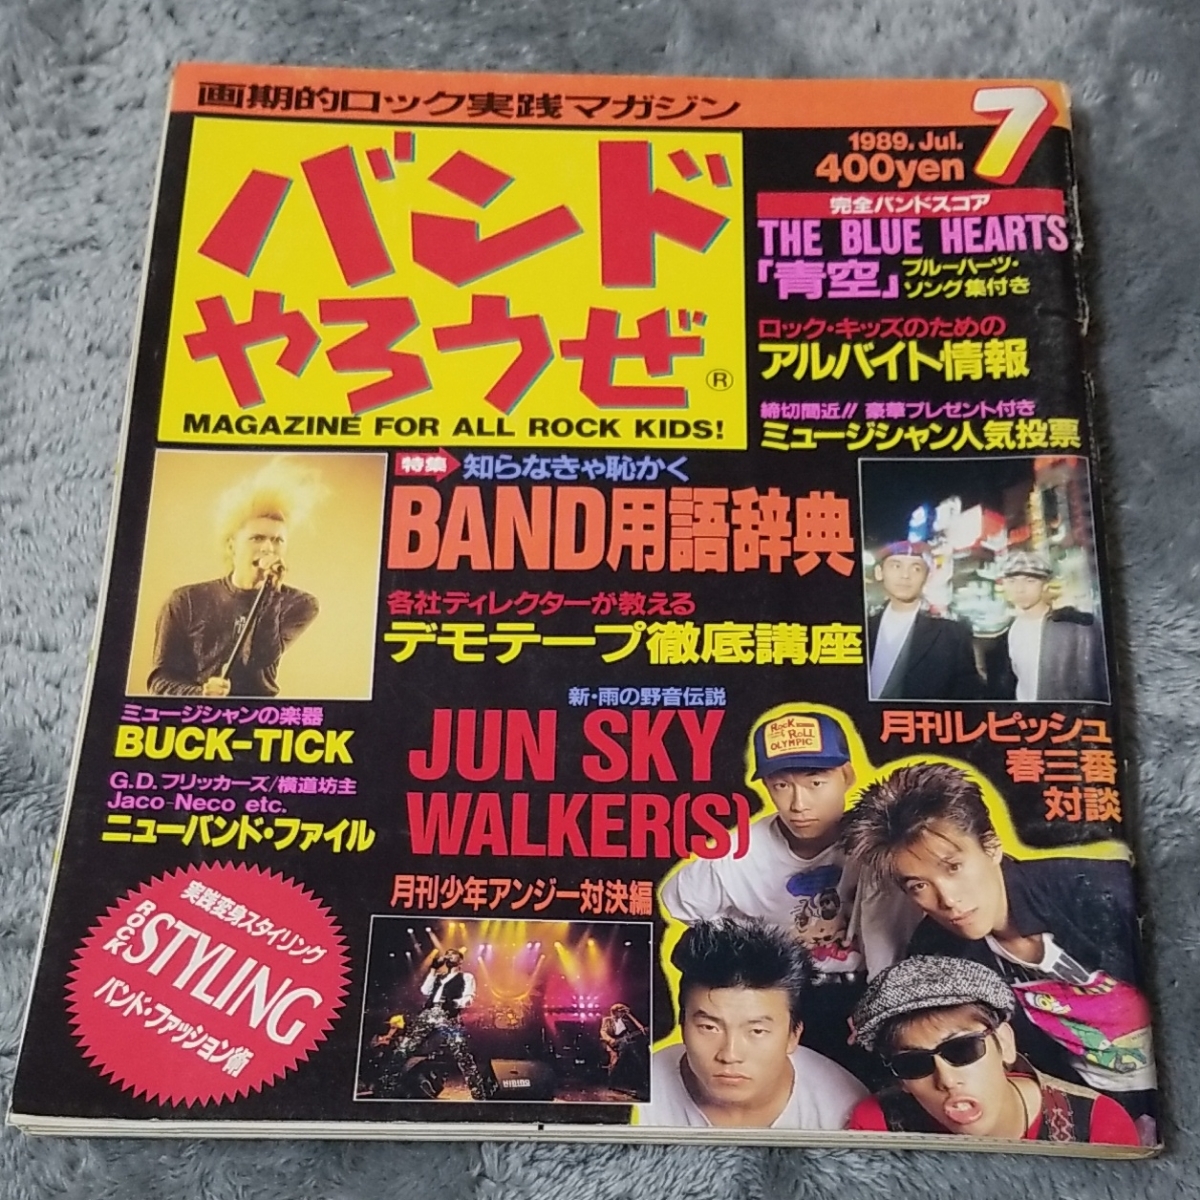 画期的ロック実践マガジン
7
1989. Jul.
400yen
バンド
やろうぜ
®
MAGAZINE FOR ALL ROCK KIDS!
完全バンドスコア
THE BLUE HEARTS
「青空」
ブルーハーツ・
ソング集付き
ロック・キッズのための
アルバイト情報
締切間近!! 豪華プレゼント付き
ミュージシャン人気投票
特集
知らなきゃ恥かく
BAND用語辞典
各社ディレクターが教える
デモテープ徹底講座
ミュージシャンの楽器
BUCK-TICK
G.D.フリッカーズ/横道坊主
Jaco-Neco etc.
ニューバンド・ファイル
新・雨の野音伝説
JUN SKY
WALKER(S)
月刊レピッシュ
春三番
対談
ROCK'N
ROLL
OLYMPIC
月刊少年アンジー対決編
実践変身スタイリング
ROCK
STYLING
バンド・ファッション術